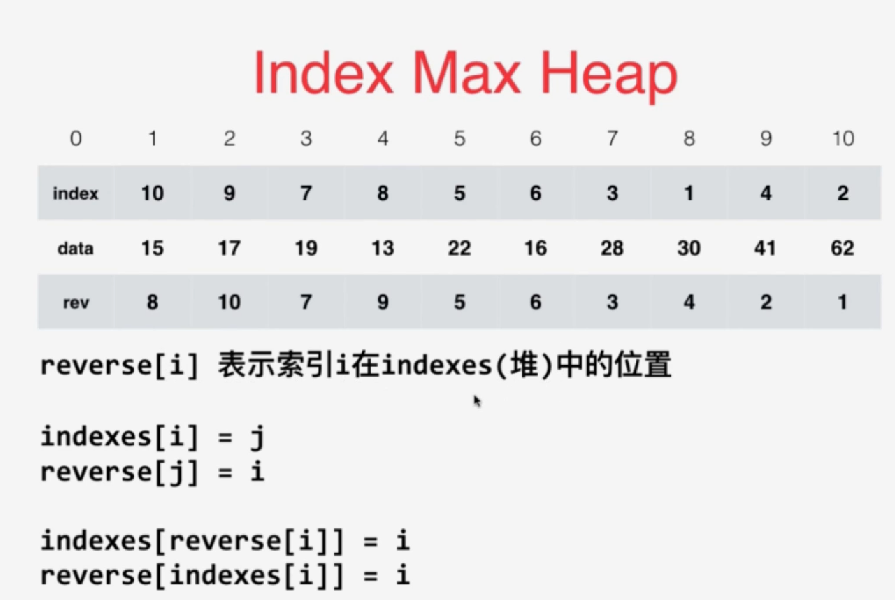 Index Max Heap
0 1 2 3 4 5 6 7 8 9 10
index 10 9 7 8 5 6 3 1 4 2
data 15 17 19 13 22 16 28 30 41 62
rev 8 10 7 9 5 6 3 4 2 1
reverse[i] 表示索引i在indexes(堆)中的位置
indexes[i] = j
reverse[j] = i
indexes[reverse[i]] = i
reverse[indexes[i]] = i